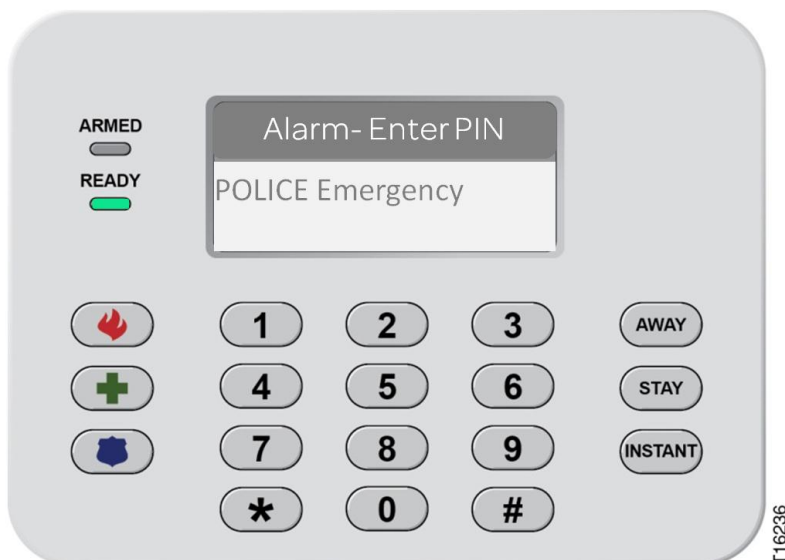 ARMED
READY
Alarm- Enter PIN
POLICE Emergency
1 2 3 AWAY
4 5 6 STAY
7 8 9 INSTANT
* 0 #